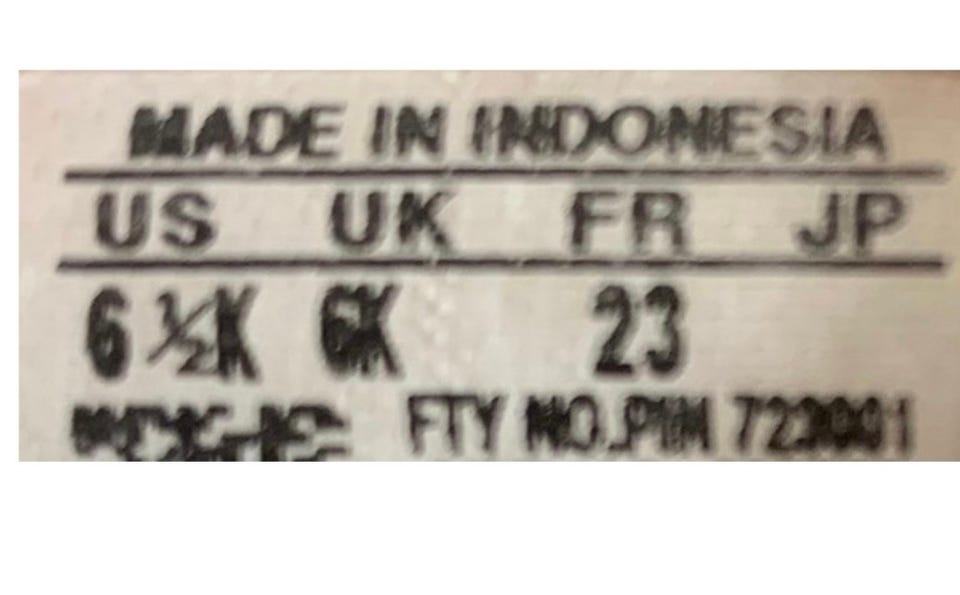 MADE IN INDONESIA
US UK FR JP
6 ½K 6K 23
FTY NO.